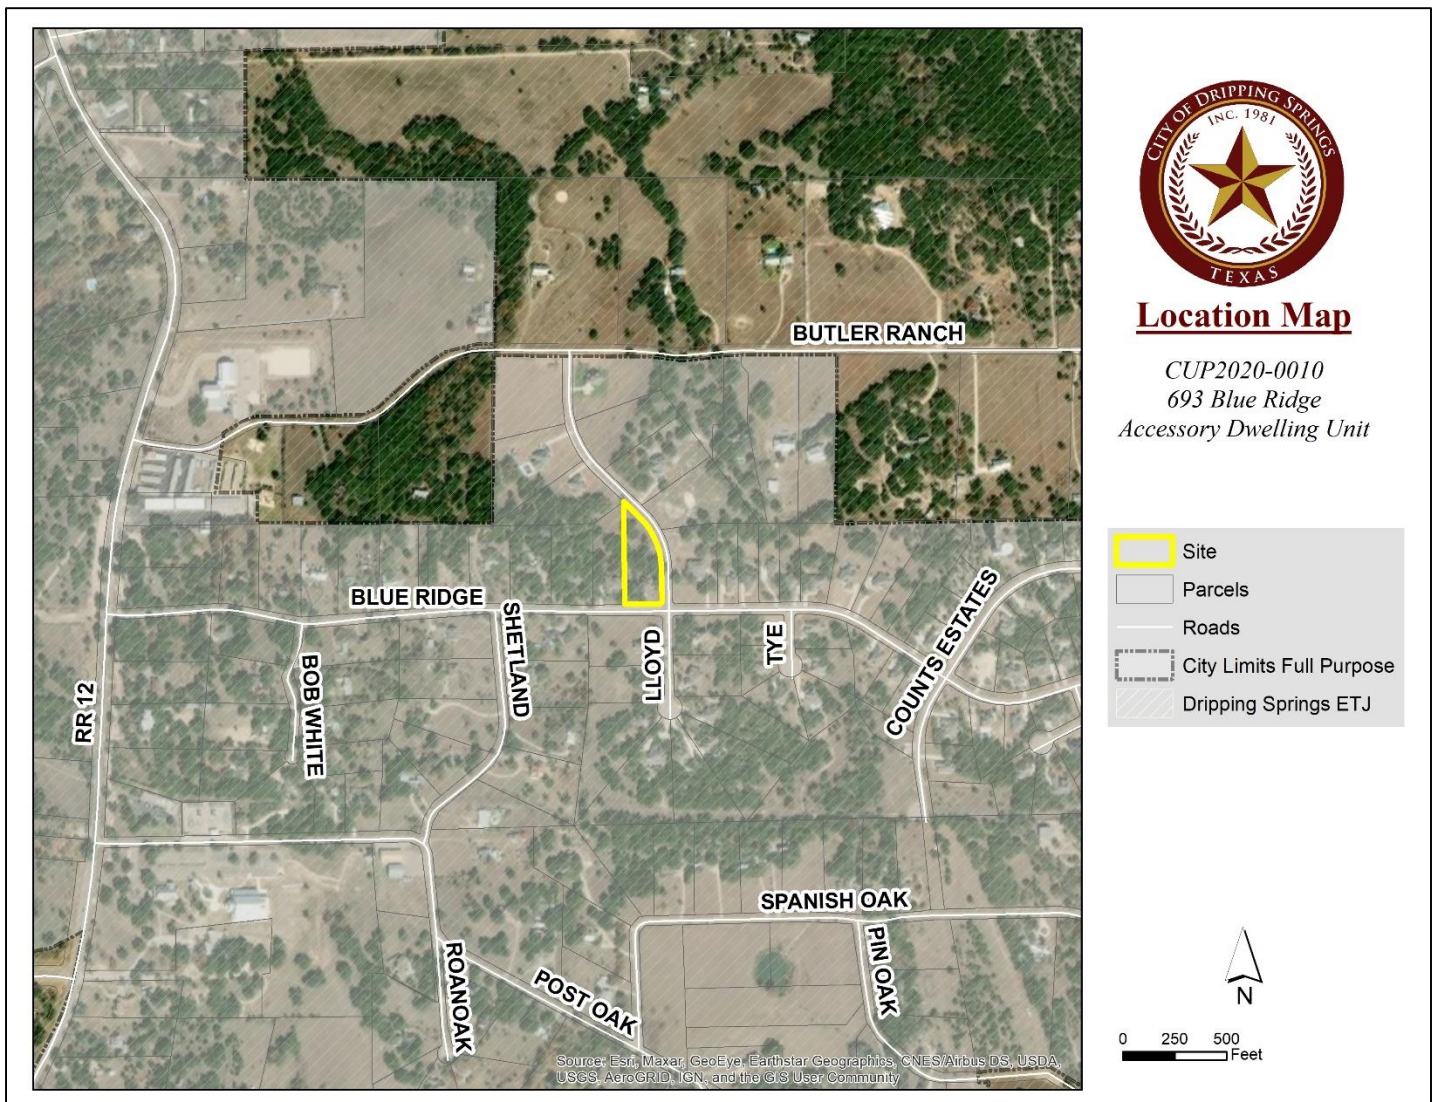 CITY OF DRIPPING SPRINGS
INC. 1981
TEXAS
Location Map
CUP2020-0010
693 Blue Ridge
Accessory Dwelling Unit
Site
Parcels
Roads
City Limits Full Purpose
Dripping Springs ETJ
BUTLER RANCH
BLUE RIDGE
SHETLAND
LLOYD
TYE
COUNTS ESTATES
BOB WHITE
RR 12
SPANISH OAK
PIN OAK
ROANOAK
POST OAK
Source: Esri, Maxar, GeoEye, Earthstar Geographics, CNES/Airbus DS, USDA,
USGS, AeroGRID, IGN, and the GIS User Community
N
0 250 500
Feet